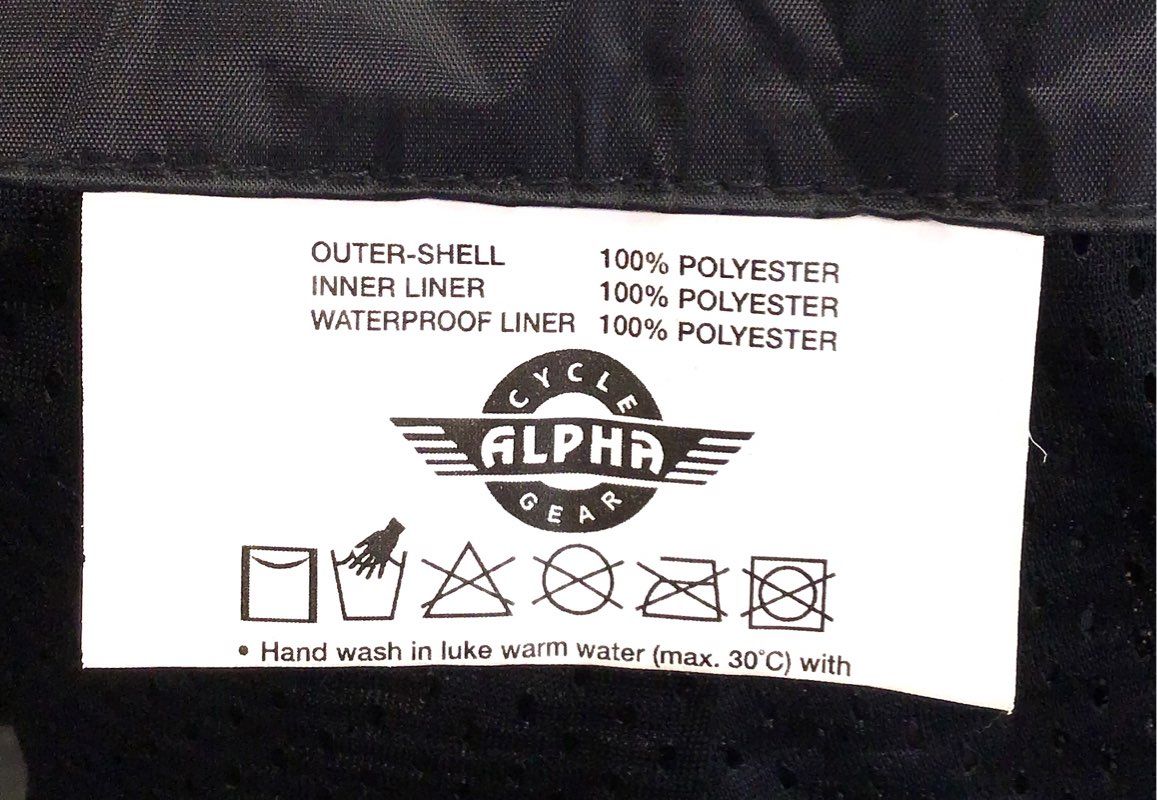 OUTER-SHELL 100% POLYESTER
INNER LINER 100% POLYESTER
WATERPROOF LINER 100% POLYESTER
CYCLE
ALPHA
GEAR
• Hand wash in luke warm water (max. 30°C) with